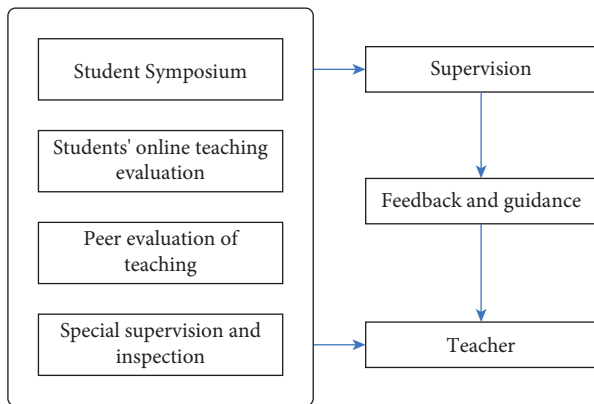 Student Symposium
Students' online teaching
evaluation
Peer evaluation of
teaching
Special supervision and
inspection
Supervision
Feedback and guidance
Teacher